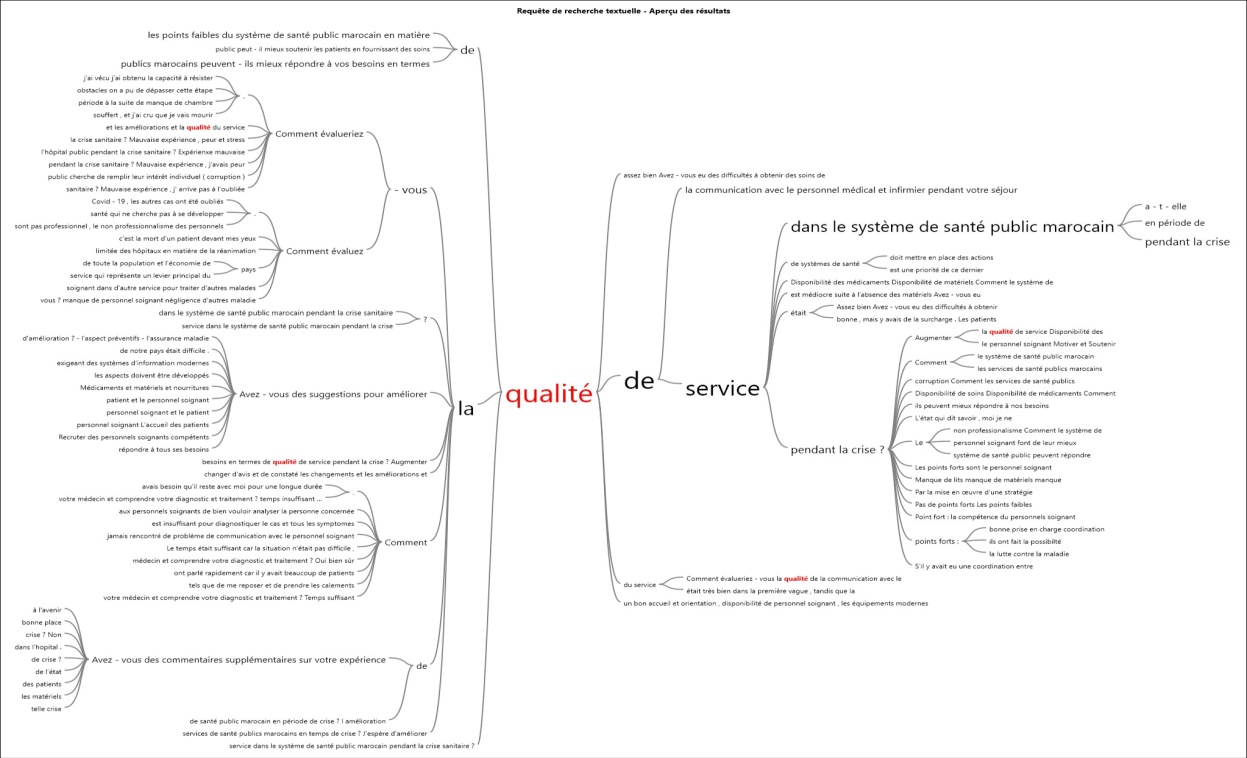 Requête de recherche textuelle - Aperçu des résultats
les points faibles du système de santé public marocain en matière
public peut - il mieux soutenir les patients en fournissant des soins
publics marocains peuvent - ils mieux répondre à vos besoins en termes
de
j'ai vécu j'ai obtenu la capacité à résister
obstacles on a pu de dépasser cette étape
période à la suite de manque de chambre
souffert , et j'ai cru que je vais mourir
.
et les améliorations et la qualité du service
la crise sanitaire ? Mauvaise expérience , peur et stress
l'hôpital public pendant la crise sanitaire ? Expérienxe mauvaise
pendant la crise sanitaire ? Mauvaise expérience , j'avais peur
public cherche de remplir leur intérêt individuel ( corruption )
sanitaire ? Mauvaise expérience , j' arrive pas à l'oubliée
Comment évalueriez
- vous
Covid - 19 , les autres cas ont été oubliés
santé qui ne cherche pas à se développer
sont pas professionnel , le non professionalisme des personnels
.
c'est la mort d'un patient devant mes yeux
limitée des hôpitaux en matière de la réanimation
de toute la population et l'économie de
service qui représente un levier principal du
pays
soignant dans d'autre service pour traiter d'autres malades
vous ? manque de personnel soignant négligence d'autres maladie
Comment évaluez
dans le système de santé public marocain pendant la crise sanitaire
service dans le système de santé public marocain pendant la crise
?
d'amélioration ? - l'aspect préventifs - l'assurance maladie
de notre pays était difficile .
exigeant des systèmes d'information modernes
les aspects doivent être développés
Médicaments et matériels et nourritures
patient et le personnel soignant
personnel soignant et le patient
personnel soignant L'accueil des patients
Recruter des personnels soignants compétents
répondre à tous ses besoins
Avez - vous des suggestions pour améliorer
la
besoins en termes de qualité de service pendant la crise ? Augmenter
changer d'avis et de constaté les changements et les améliorations et
avais besoin qu'il reste avec moi pour une longue durée
votre médecin et comprendre votre diagnostic et traitement ? temps insuffisant ...
.
aux personnels soignants de bien vouloir analyser la personne concernée
est insuffisant pour diagnostiquer le cas et tous les symptomes
jamais rencontré de problème de communication avec le personnel soignant
Le temps était suffisant car la situation n'était pas difficile ,
médecin et comprendre votre diagnostic et traitement ? Oui bien sûr
ont parlé rapidement car il y avait beaucoup de patients
tels que de me reposer et de prendre les calements
votre médecin et comprendre votre diagnostic et traitement ? Temps suffisant
Comment
à l'avenir
bonne place
crise ? Non
dans l'hopital .
de crise ?
de l'état
des patients
les matériels
telle crise
Avez - vous des commentaires supplémentaires sur votre expérience
de
de santé public marocain en période de crise ? l amélioration
services de santé publics marocains en temps de crise ? J'espère d'améliorer
service dans le système de santé public marocain pendant la crise sanitaire ?
qualité
assez bien Avez - vous eu des difficultés à obtenir des soins de
de
la communication avec le personnel médical et infirmier pendant votre séjour
service
dans le système de santé public marocain
a - t - elle
en période de
pendant la crise
de systèmes de santé
doit mettre en place des actions
est une priorité de ce dernier
Disponibilité des médicaments Disponibilité de matériels Comment le système de
est médiocre suite à l'absence des matériels Avez - vous eu
était
Assez bien Avez - vous eu des difficultés à obtenir
bonne , mais y avais de la surcharge . Les patients
pendant la crise ?
Augmenter
la qualité de service Disponibilité des
le personnel soignant Motiver et Soutenir
Comment
le système de santé public marocain
les services de santé publics marocains
corruption Comment les services de santé publics
Disponibilité de soins Disponibilité de médicaments Comment
ils peuvent mieux répondre à nos besoins
L'état qui dit savoir , moi je ne
Le
non professionalisme Comment le système de
personnel soignant font de leur mieux
système de santé public peuvent répondre
Les points forts sont le personnel soignant
Manque de lits manque de matériels manque
Par la mise en œuvre d'une stratégie
Pas de points forts Les points faibles
Point fort : la compétence du personnels soignant
points forts :
bonne prise en charge coordination
ils ont fait la possibilté
la lutte contre la maladie
S'il y avait eu une coordination entre
du service
Comment évalueriez - vous la qualité de la communication avec le
était très bien dans la première vague , tandis que la
un bon accueil et orientation , disponibilité de personnel soignant , les équipements modernes